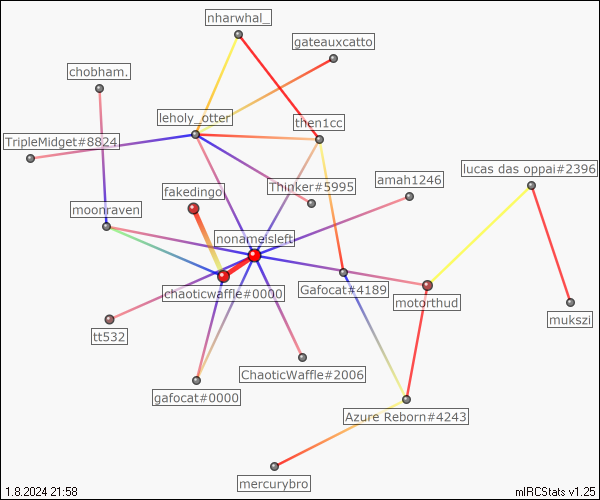 nharwhal_
gateauxcatto
chobham.
leholy_otter
then1cc
TripleMidget#8824
lucas das oppai#2396
fakedingo
Thinker#5995
amah1246
moonraven
nonameisleft
chaoticwaffle#0000
Gafocat#4189
motorthud
mukszi
tt532
ChaoticWaffle#2006
gafocat#0000
Azure Reborn#4243
mercurybro
1.8.2024 21:58
mIRCStats v1.25